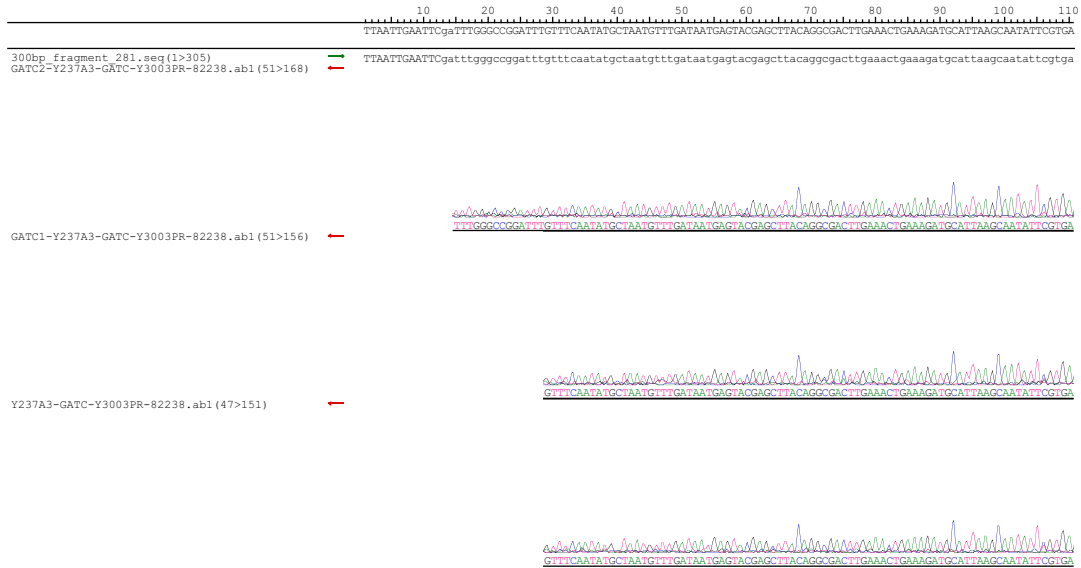 10 20 30 40 50 60 70 80 90 100 110
TTAATTGAATTCgaTTTGGGCCGGATTTGTTTCAATATGCTAATGTTTGATAATGAGTACGAGCTTACAGGCGACTTGAAACTGAAAGATGCATTAAGCAATATTCGTGA
300bp_fragment_281.seq(1>305) TTAATTGAATTCgatttgggccggatttgtttcaatatgctaatgtttgataatgagtacgagcttacaggcgacttgaaactgaaagatgcattaagcaatattcgtga
GATC2-Y237A3-GATC-Y3003PR-82238.ab1(51>168)
TTTGGGCCGGATTTGTTTCAATATGCTAATGTTTGATAATGAGTACGAGCTTACAGGCGACTTGAAACTGAAAGATGCATTAAGCAATATTCGTGA
GATC1-Y237A3-GATC-Y3003PR-82238.ab1(51>156)
GTTTCAATATGCTAATGTTTGATAATGAGTACGAGCTTACAGGCGACTTGAAACTGAAAGATGCATTAAGCAATATTCGTGA
Y237A3-GATC-Y3003PR-82238.ab1(47>151)
GTTTCAATATGCTAATGTTTGATAATGAGTACGAGCTTACAGGCGACTTGAAACTGAAAGATGCATTAAGCAATATTCGTGA